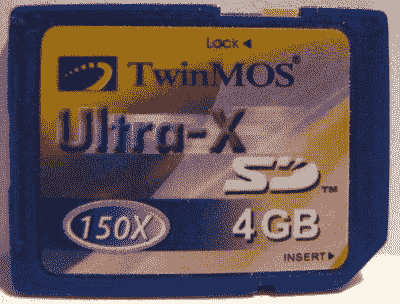 Lock ◀
TwinMOS®
Ultra-X
SD™
150X
4GB
INSERT▶